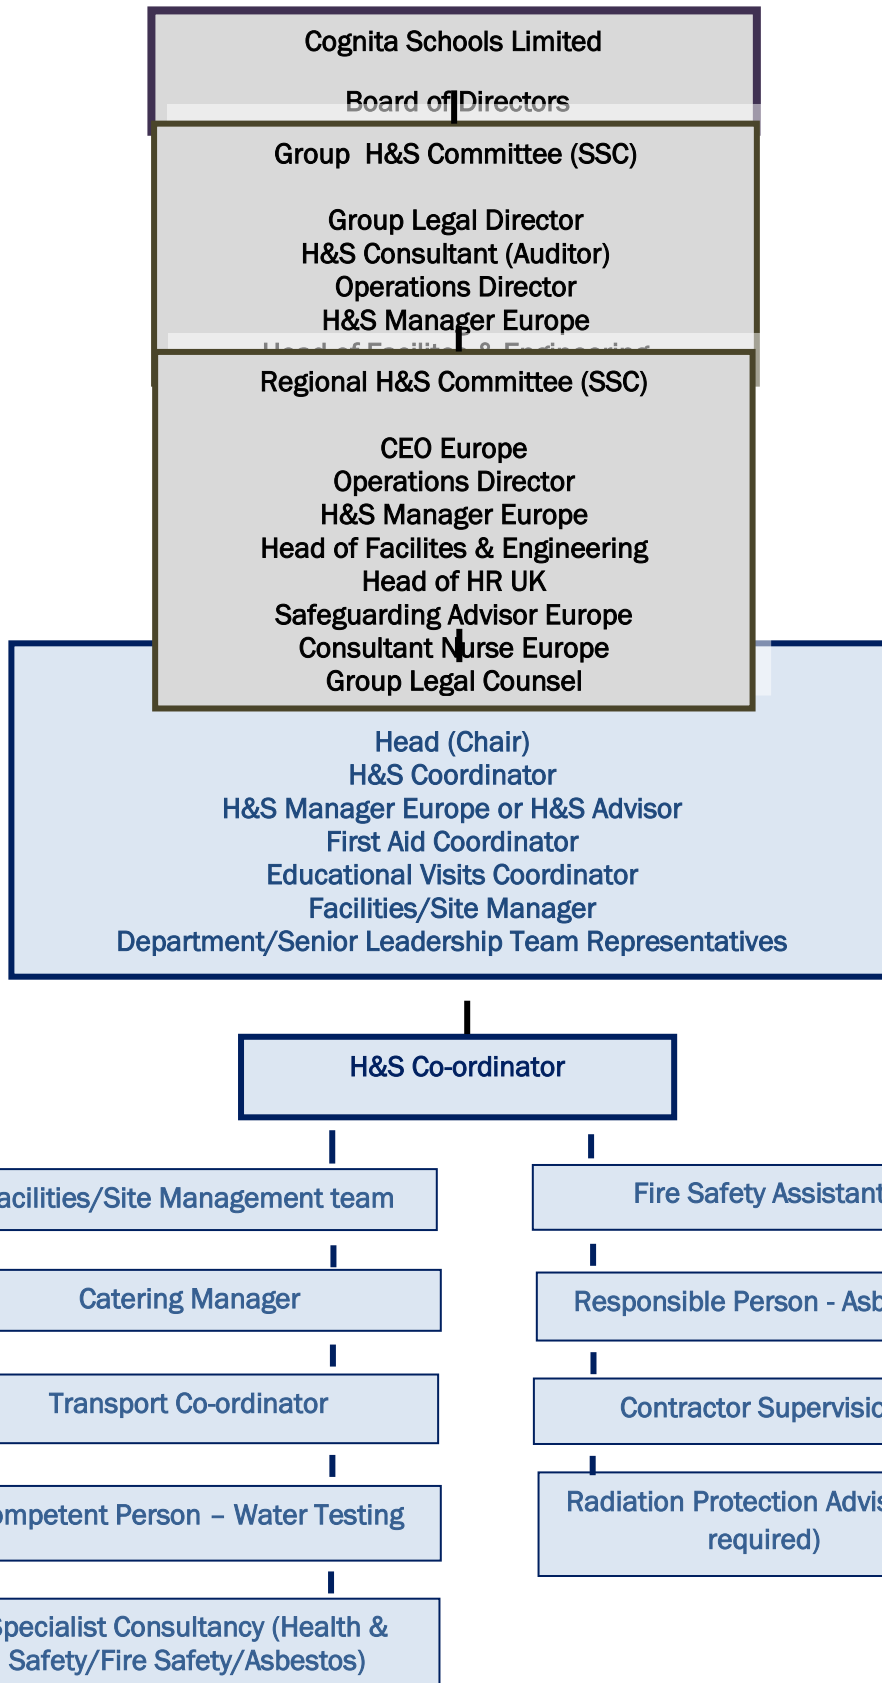 Cognita Schools Limited
Board of Directors
Group H&S Committee (SSC)
Group Legal Director
H&S Consultant (Auditor)
Operations Director
H&S Manager Europe
Head of Facilites & Engineering
Regional H&S Committee (SSC)
CEO Europe
Operations Director
H&S Manager Europe
Head of Facilites & Engineering
Head of HR UK
Safeguarding Advisor Europe
Consultant Nurse Europe
Group Legal Counsel
Head (Chair)
H&S Coordinator
H&S Manager Europe or H&S Advisor
First Aid Coordinator
Educational Visits Coordinator
Facilities/Site Manager
Department/Senior Leadership Team Representatives
H&S Co-ordinator
acilities/Site Management team
Fire Safety Assistant
Catering Manager
Responsible Person - Asb
Transport Co-ordinator
Contractor Supervisio
ompetent Person – Water Testing
Radiation Protection Advis
required)
pecialist Consultancy (Health &
Safety/Fire Safety/Asbestos)